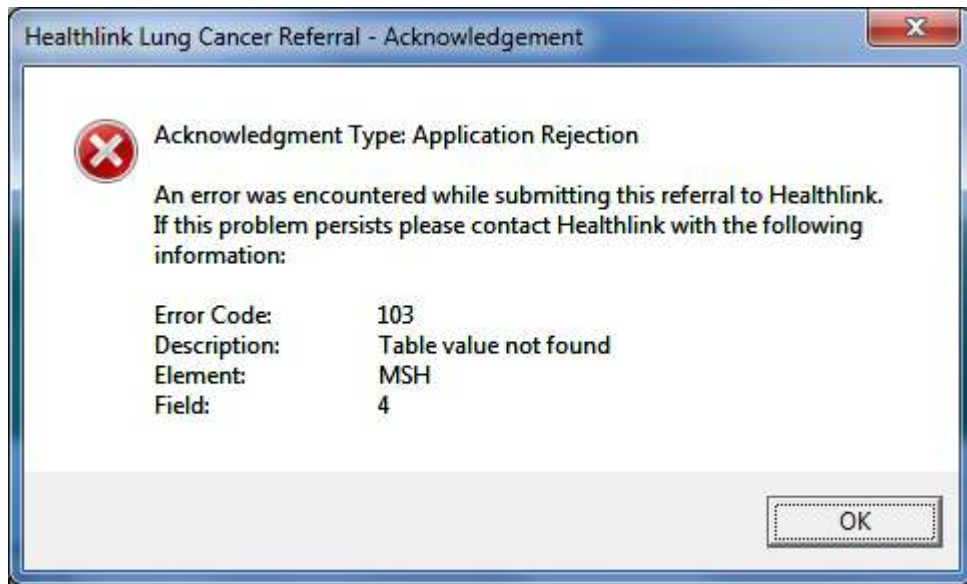 Healthlink Lung Cancer Referral - Acknowledgement
Acknowledgment Type: Application Rejection
An error was encountered while submitting this referral to Healthlink.
If this problem persists please contact Healthlink with the following
information:
Error Code: 103
Description: Table value not found
Element: MSH
Field: 4
OK